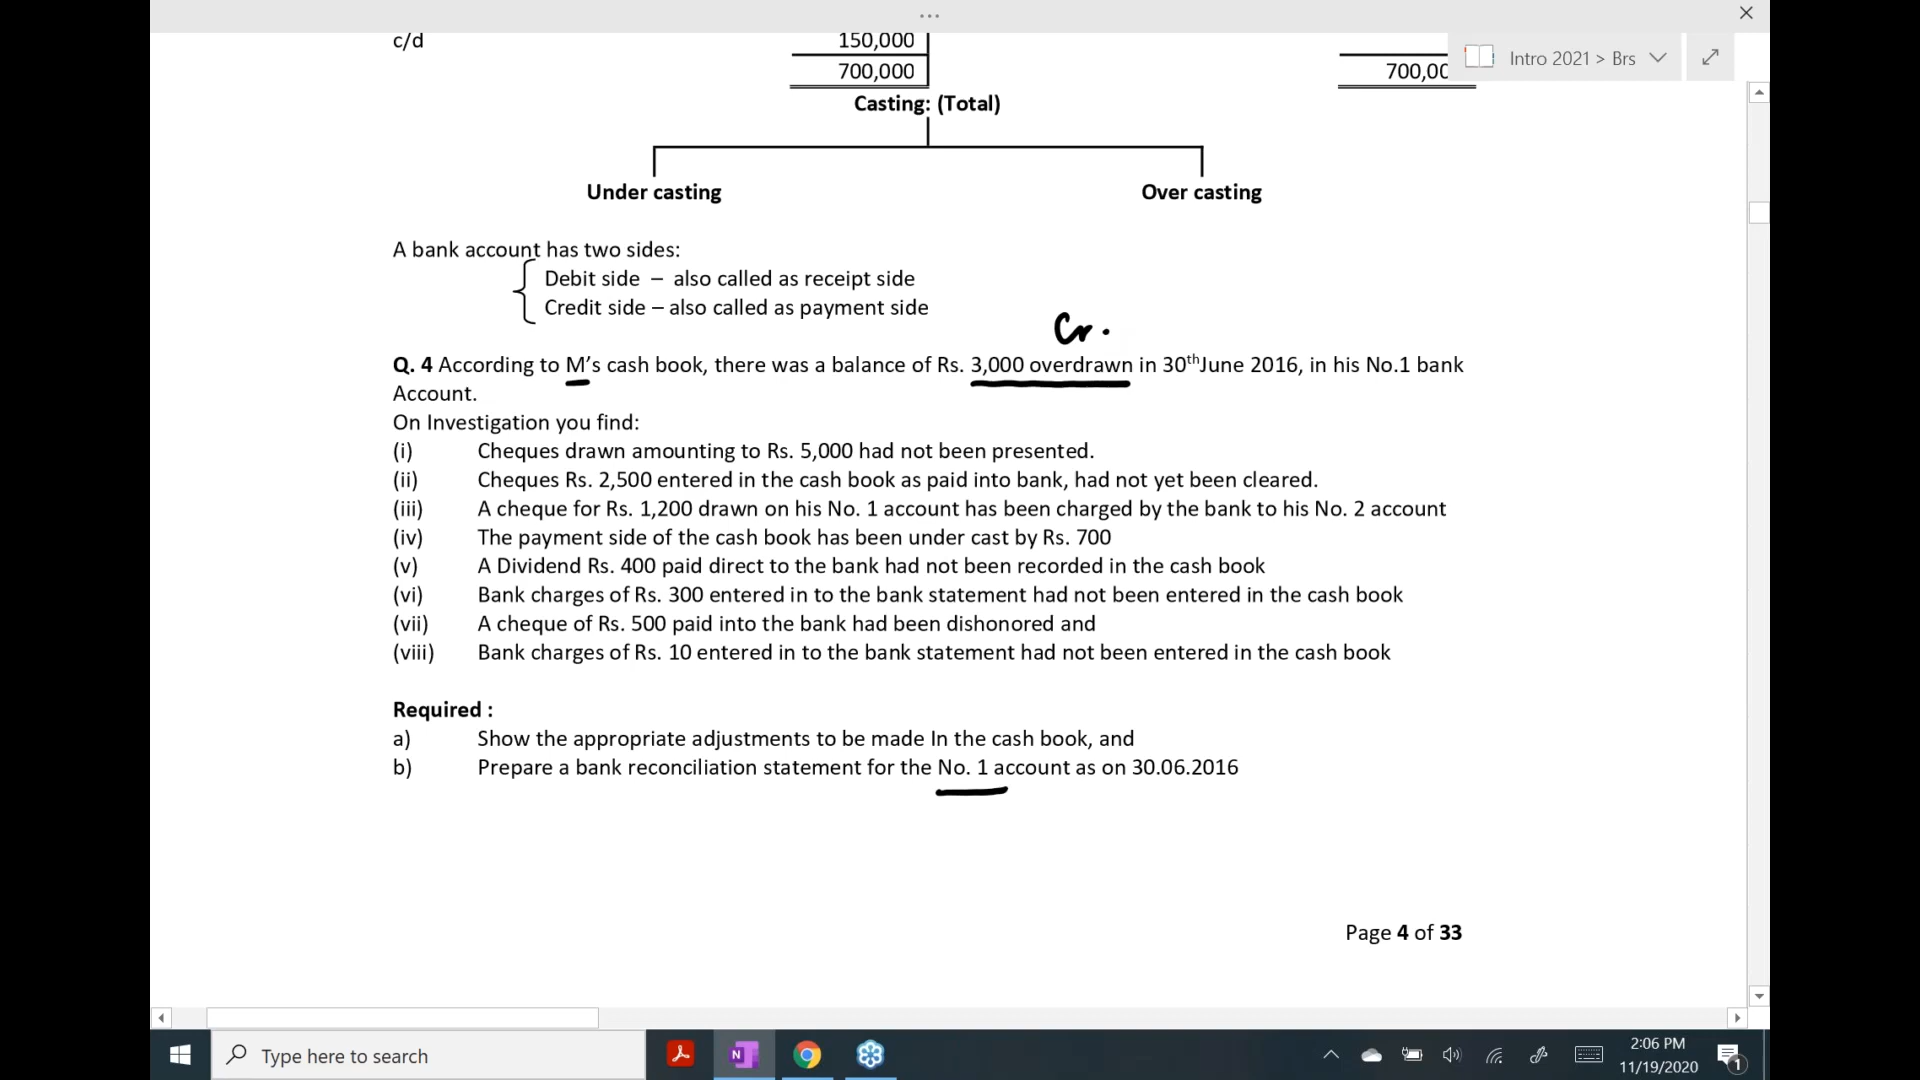 c/d 150,000
700,000 700,00
Intro 2021 > Brs
Casting: (Total)
Under casting Over casting
A bank account has two sides:
Debit side – also called as receipt side
Credit side – also called as payment side
Cr.
Q. 4 According to M’s cash book, there was a balance of Rs. 3,000 overdrawn in 30thJune 2016, in his No.1 bank
Account.
On Investigation you find:
(i) Cheques drawn amounting to Rs. 5,000 had not been presented.
(ii) Cheques Rs. 2,500 entered in the cash book as paid into bank, had not yet been cleared.
(iii) A cheque for Rs. 1,200 drawn on his No. 1 account has been charged by the bank to his No. 2 account
(iv) The payment side of the cash book has been under cast by Rs. 700
(v) A Dividend Rs. 400 paid direct to the bank had not been recorded in the cash book
(vi) Bank charges of Rs. 300 entered in to the bank statement had not been entered in the cash book
(vii) A cheque of Rs. 500 paid into the bank had been dishonored and
(viii) Bank charges of Rs. 10 entered in to the bank statement had not been entered in the cash book
Required :
a) Show the appropriate adjustments to be made In the cash book, and
b) Prepare a bank reconciliation statement for the No. 1 account as on 30.06.2016
Page 4 of 33
Type here to search
N
2:06 PM
11/19/2020
1